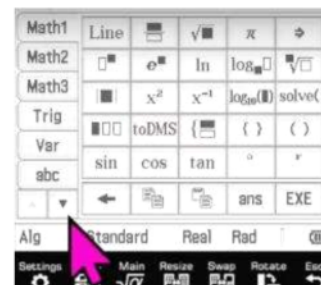 Math1 Line √ π ⇒
Math2 e ln log √
Math3 x² x⁻¹ log₁₀() solve(
Trig toDMS { { } ( )
Var sin cos tan ° r
abc
▼ ← ans EXE
Alg Standard Real Rad
Settings Main Resize Swap Rotate Esc